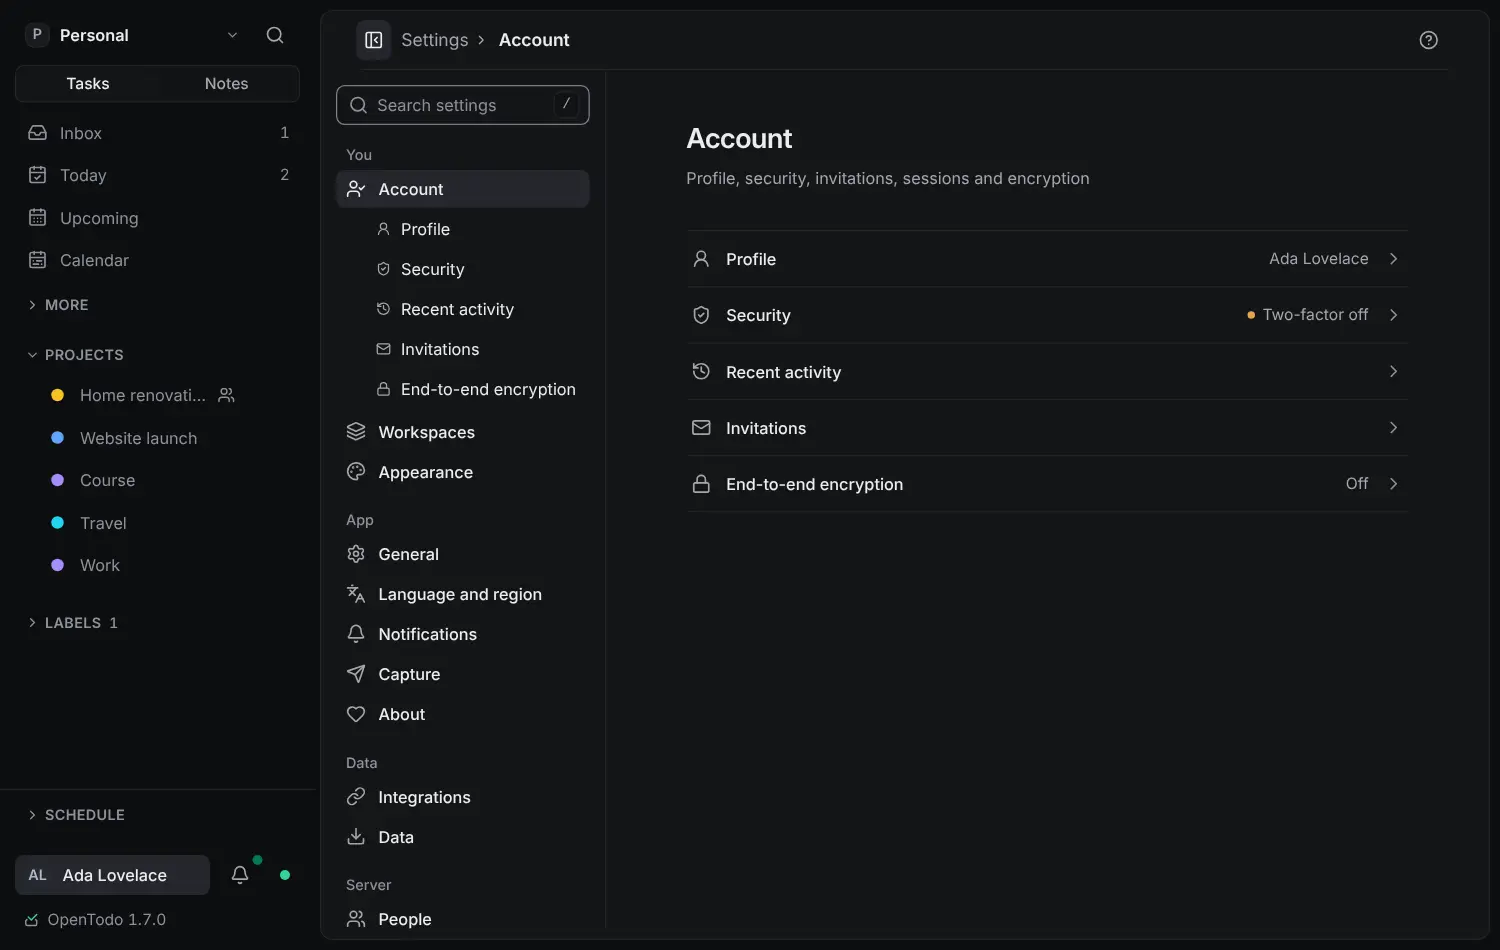 P Personal
Tasks Notes
Inbox 1
Today 2
Upcoming
Calendar
MORE
PROJECTS
Home renovati...
Website launch
Course
Travel
Work
LABELS 1
SCHEDULE
AL Ada Lovelace
OpenTodo 1.7.0
Settings > Account
Search settings /
You
Account
Profile
Security
Recent activity
Invitations
End-to-end encryption
Workspaces
Appearance
App
General
Language and region
Notifications
Capture
About
Data
Integrations
Data
Server
People
Account
Profile, security, invitations, sessions and encryption
Profile Ada Lovelace
Security Two-factor off
Recent activity
Invitations
End-to-end encryption Off